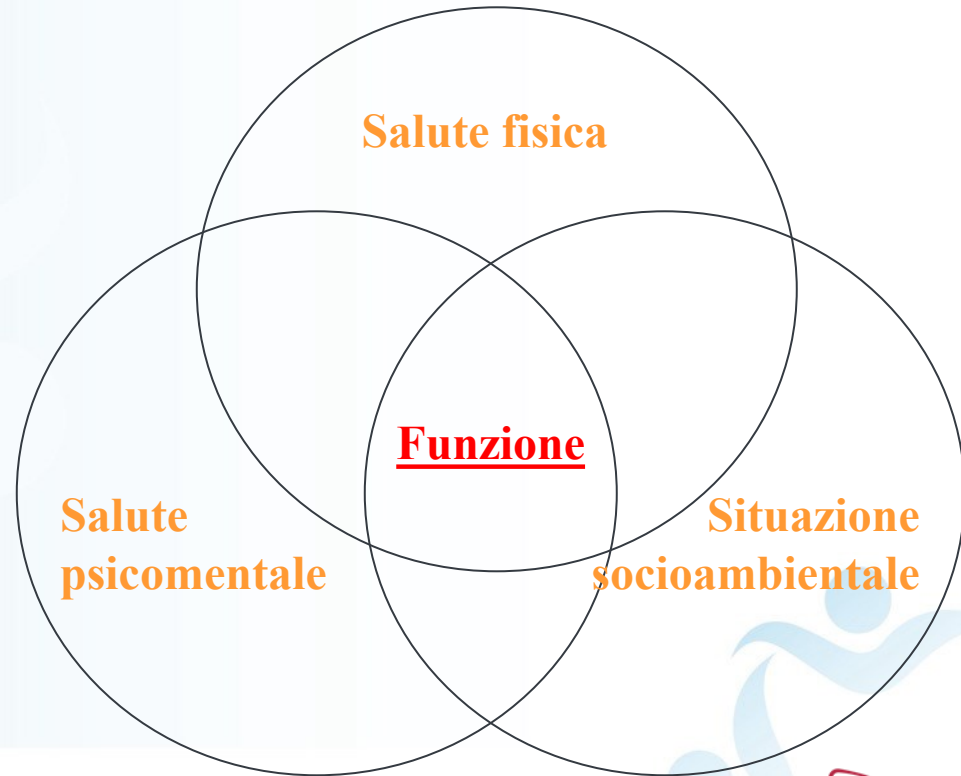 Salute fisica
Funzione
Salute
psicomentale
Situazione
socioambientale